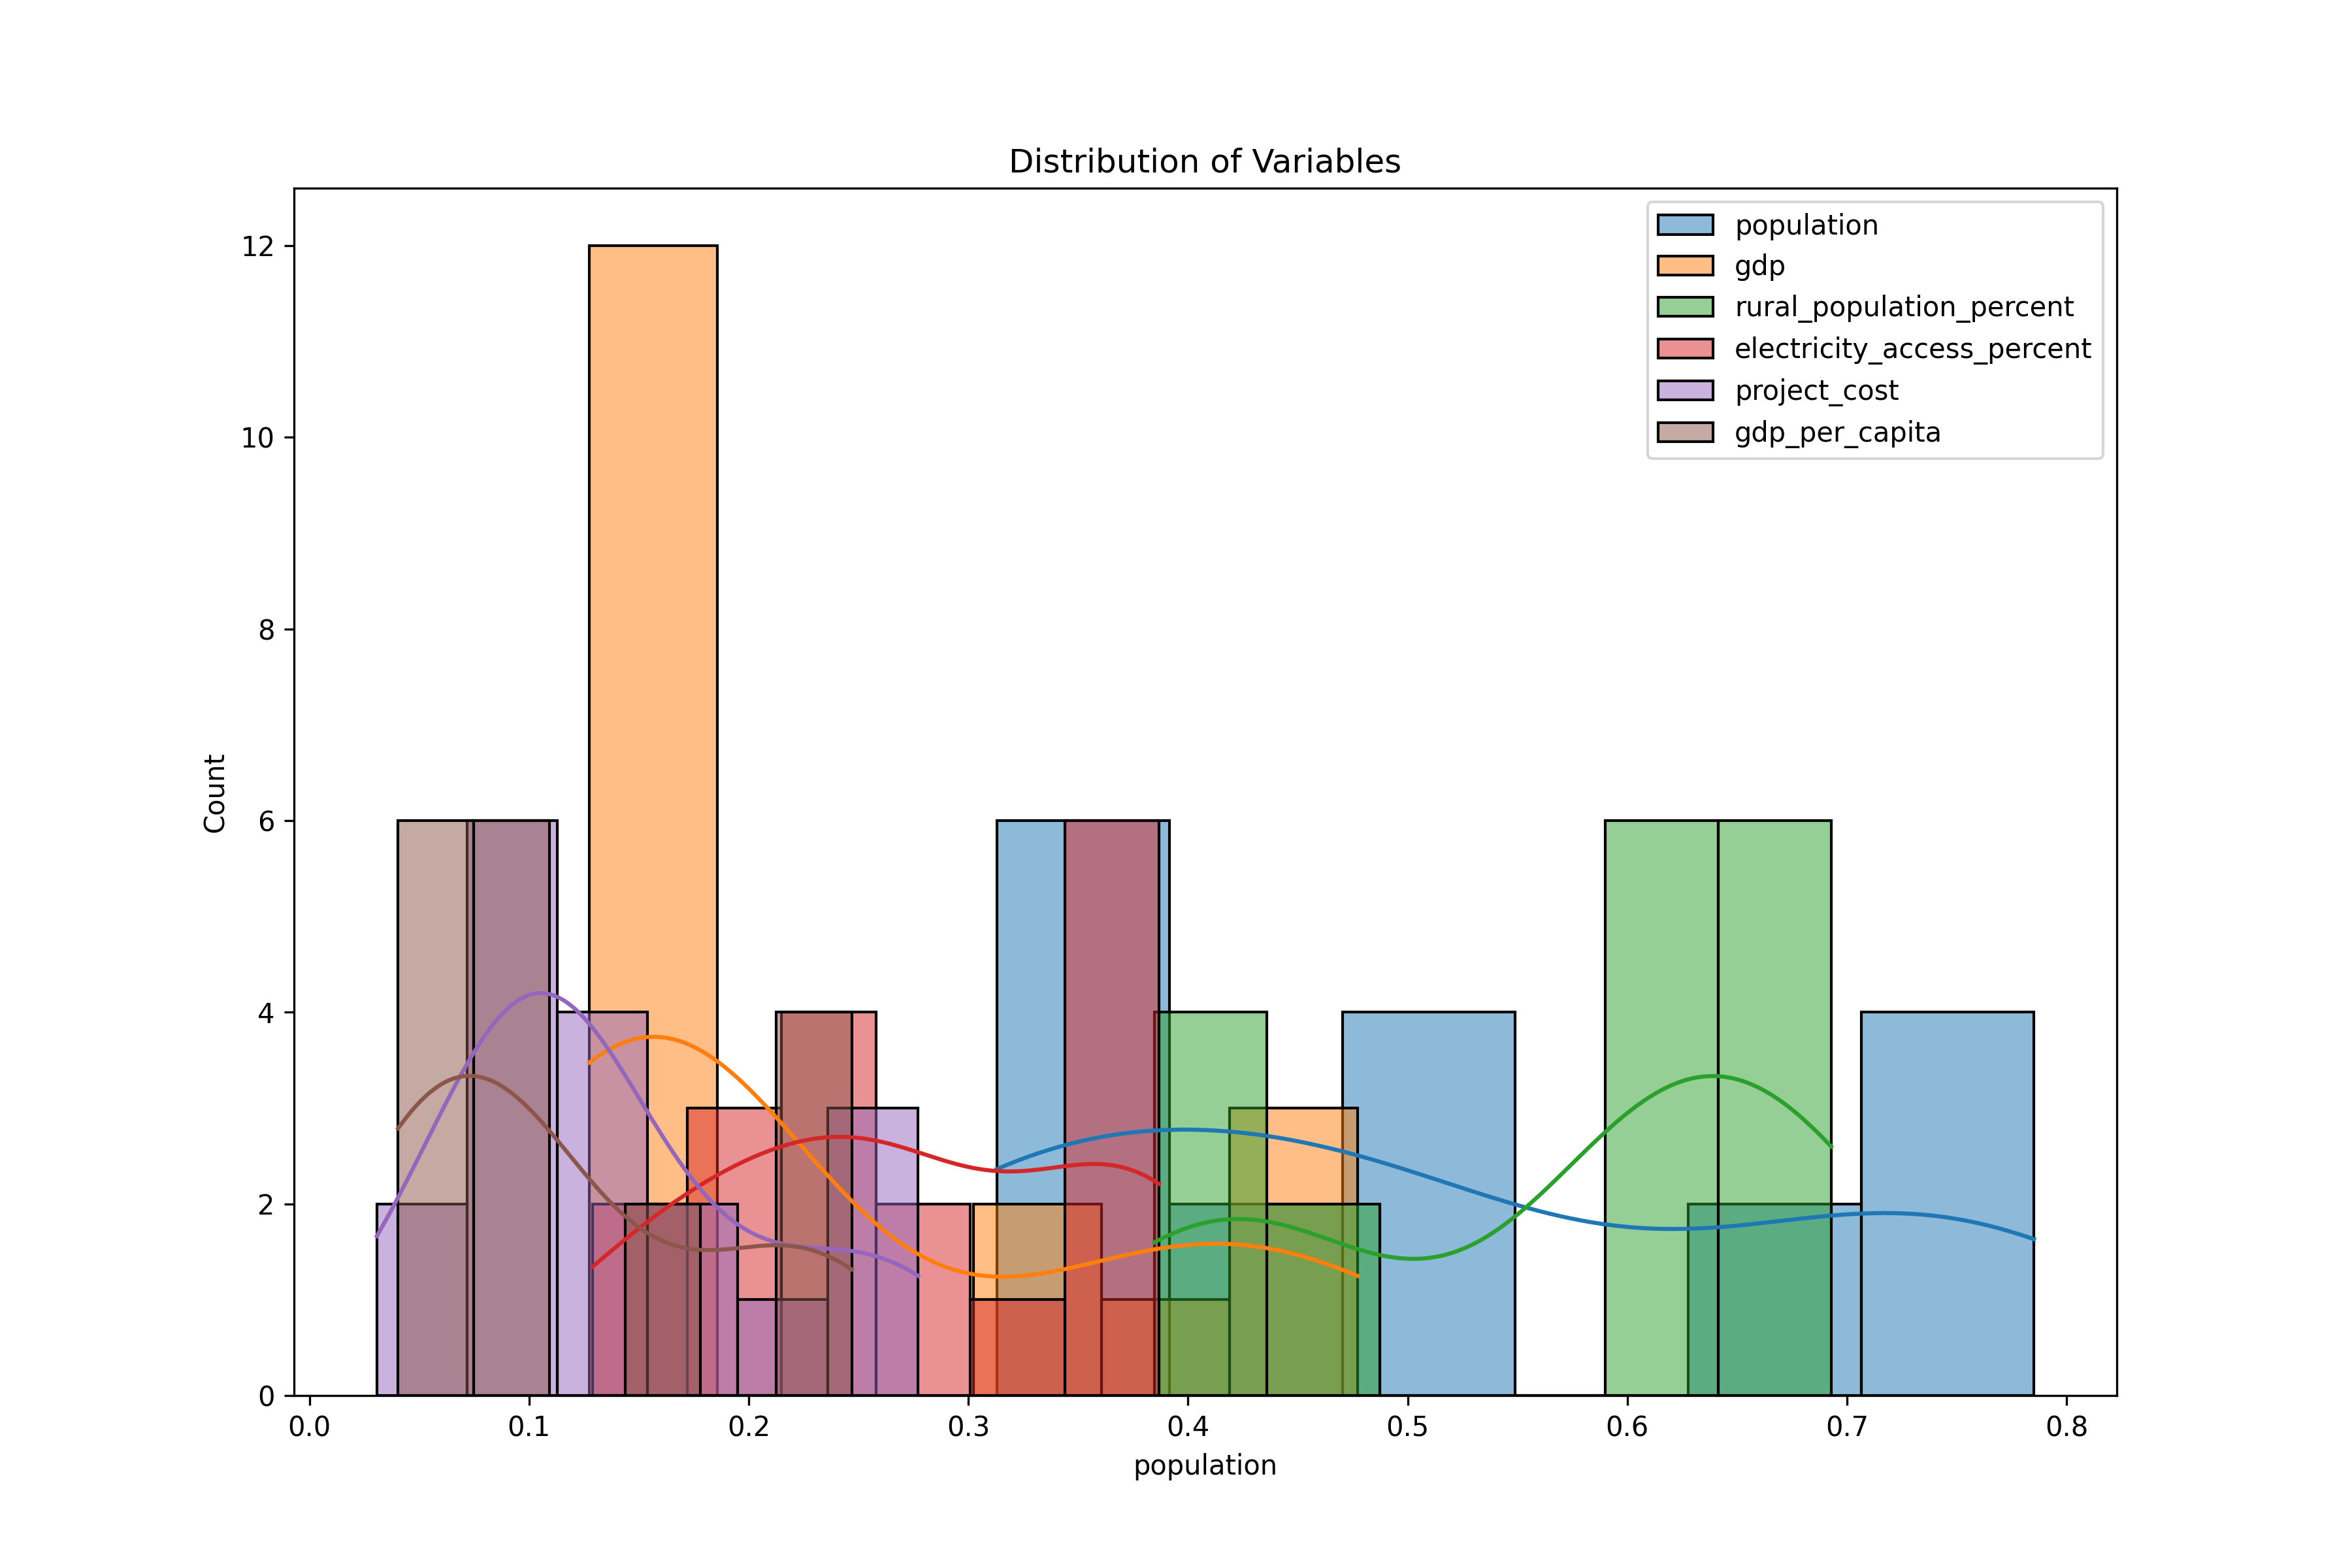 Distribution of Variables
population
gdp
rural_population_percent
electricity_access_percent
project_cost
gdp_per_capita
12
10
8
6
4
2
0
Count
0.0 0.1 0.2 0.3 0.4 0.5 0.6 0.7 0.8
population